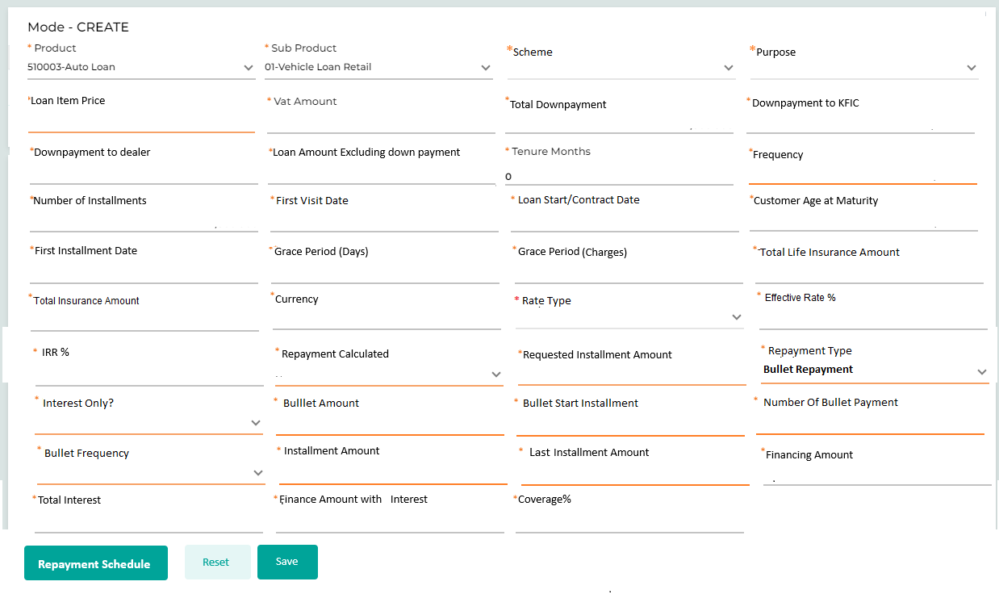 Mode - CREATE
* Product
510003-Auto Loan
* Sub Product
01-Vehicle Loan Retail
*Scheme
*Purpose
*Loan Item Price
* Vat Amount
*Total Downpayment
*Downpayment to KFIC
*Downpayment to dealer
*Loan Amount Excluding down payment
* Tenure Months
0
*Frequency
*Number of Installments
* First Visit Date
* Loan Start/Contract Date
*Customer Age at Maturity
*First Installment Date
*Grace Period (Days)
*Grace Period (Charges)
*Total Life Insurance Amount
*Total Insurance Amount
*Currency
* Rate Type
* Effective Rate %
* IRR %
* Repayment Calculated
*Requested Installment Amount
* Repayment Type
Bullet Repayment
* Interest Only?
* Bulllet Amount
* Bullet Start Installment
* Number Of Bullet Payment
* Bullet Frequency
* Installment Amount
* Last Installment Amount
*Financing Amount
*Total Interest
*Finance Amount with Interest
*Coverage%
Repayment Schedule
Reset
Save